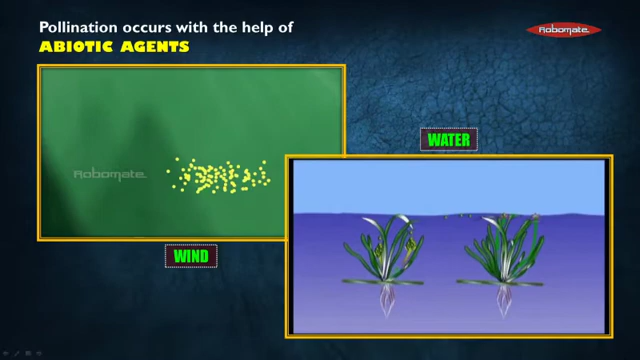 Pollination occurs with the help of
ABIOTIC AGENTS
Robomate
WATER
Robomate
WIND